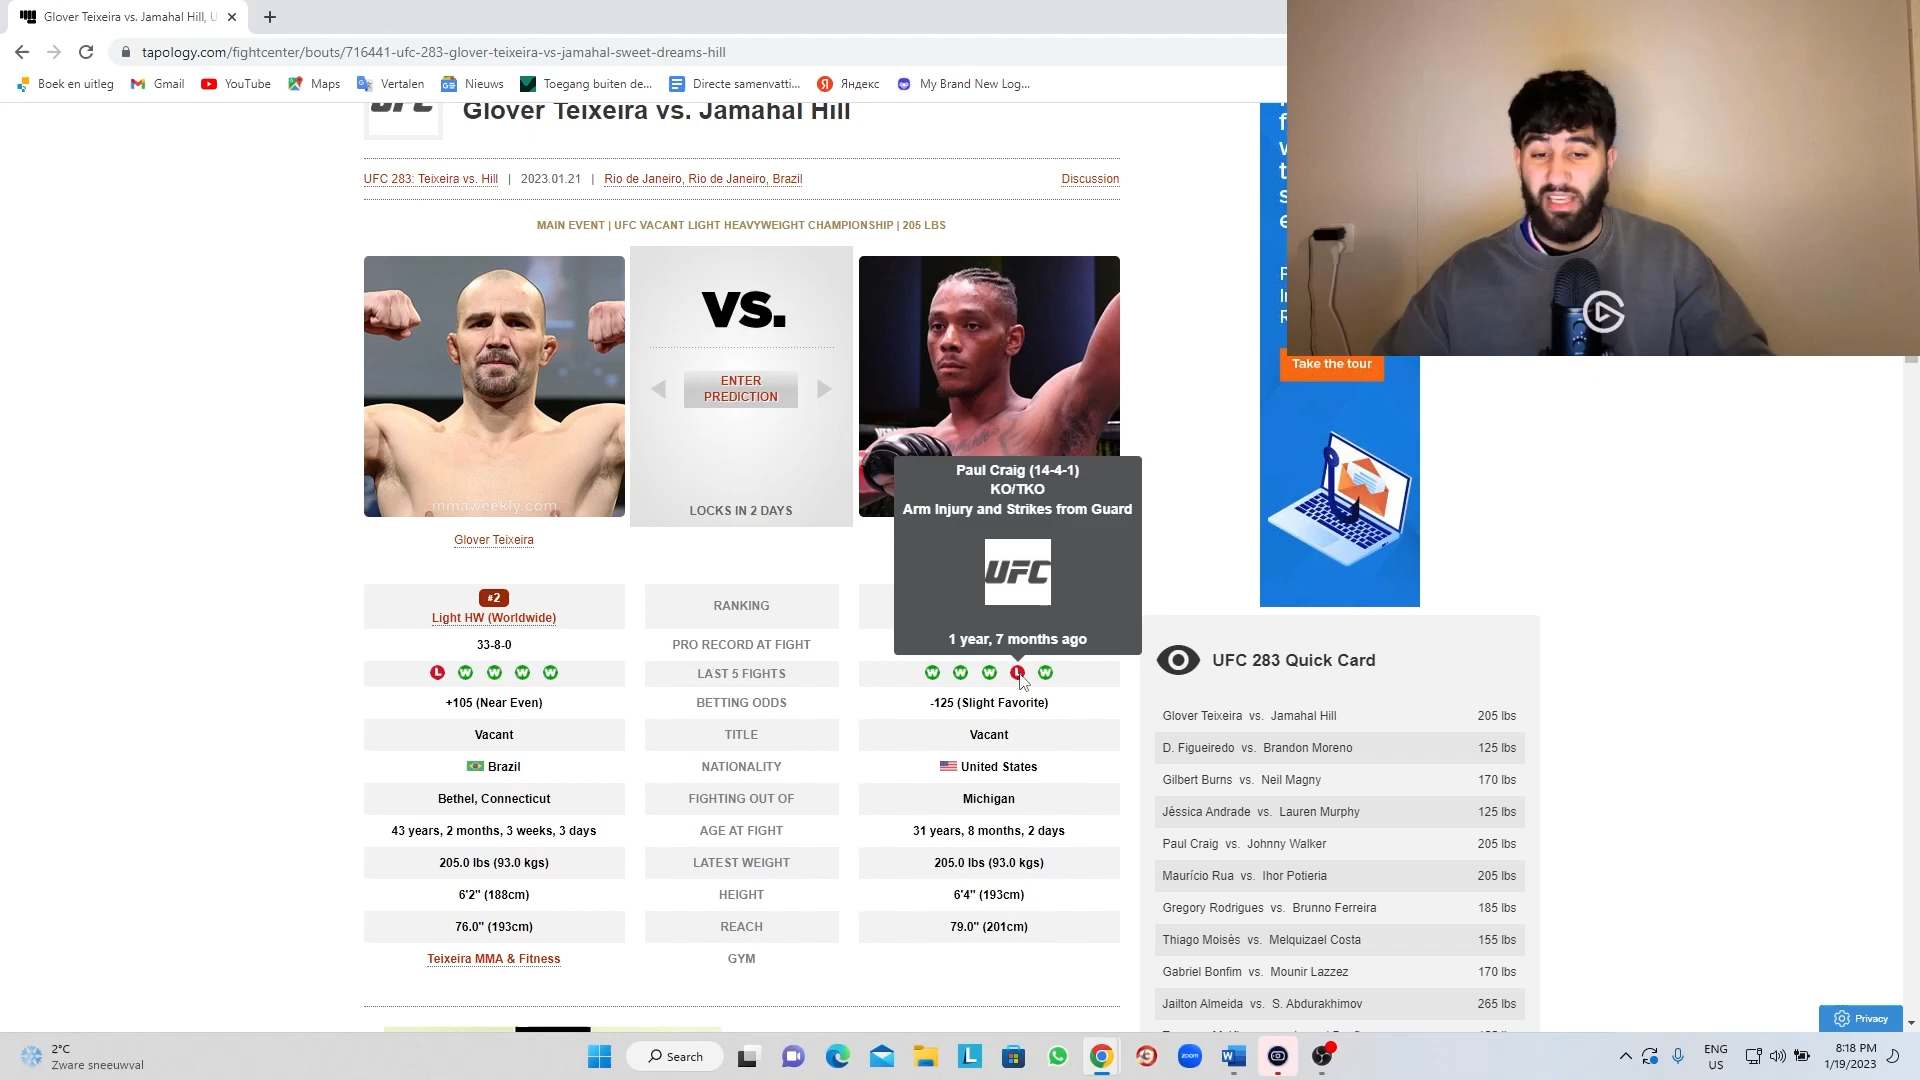 Glover Teixeira vs. Jamahal Hill, U
tapology.com/fightcenter/bouts/716441-ufc-283-glover-teixeira-vs-jamahal-sweet-dreams-hill
Boek en uitleg
Gmail
YouTube
Maps
Vertalen
Nieuws
Toegang buiten de...
Directe samenvatti...
Яндекс
My Brand New Log...
UFC
Glover Teixeira vs. Jamahal Hill
UFC 283: Teixeira vs. Hill | 2023.01.21 | Rio de Janeiro, Rio de Janeiro, Brazil
Discussion
MAIN EVENT | UFC VACANT LIGHT HEAVYWEIGHT CHAMPIONSHIP | 205 LBS
VS.
ENTER
PREDICTION
LOCKS IN 2 DAYS
mmaweekly.com
Glover Teixeira
Paul Craig (14-4-1)
KO/TKO
Arm Injury and Strikes from Guard
UFC
1 year, 7 months ago
#2
Light HW (Worldwide)
RANKING
33-8-0
PRO RECORD AT FIGHT
L W W W W
LAST 5 FIGHTS
W W W L W
+105 (Near Even)
BETTING ODDS
-125 (Slight Favorite)
Vacant
TITLE
Vacant
Brazil
NATIONALITY
United States
Bethel, Connecticut
FIGHTING OUT OF
Michigan
43 years, 2 months, 3 weeks, 3 days
AGE AT FIGHT
31 years, 8 months, 2 days
205.0 lbs (93.0 kgs)
LATEST WEIGHT
205.0 lbs (93.0 kgs)
6'2" (188cm)
HEIGHT
6'4" (193cm)
76.0" (193cm)
REACH
79.0" (201cm)
Teixeira MMA & Fitness
GYM
Take the tour
UFC 283 Quick Card
Glover Teixeira vs. Jamahal Hill 205 lbs
D. Figueiredo vs. Brandon Moreno 125 lbs
Gilbert Burns vs. Neil Magny 170 lbs
Jéssica Andrade vs. Lauren Murphy 125 lbs
Paul Craig vs. Johnny Walker 205 lbs
Maurício Rua vs. Ihor Potieria 205 lbs
Gregory Rodrigues vs. Brunno Ferreira 185 lbs
Thiago Moisés vs. Melquizael Costa 155 lbs
Gabriel Bonfim vs. Mounir Lazzez 170 lbs
Jailton Almeida vs. S. Abdurakhimov 265 lbs
Privacy
2°C
Zware sneeuwval
Search
zoom
ENG
US
8:18 PM
1/19/2023